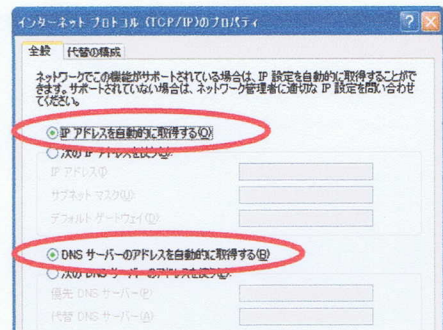 インターネット プロトコル (TCP/IP)のプロパティ
全般
代替の構成
ネットワークでこの機能がサポートされている場合は、IP 設定を自動的に取得することがで
きます。サポートされていない場合は、ネットワーク管理者に適切な IP 設定を問い合わせ
てください。
IP アドレスを自動的に取得する(O)
次の IP アドレスを使う(S):
IP アドレス(I):
サブネット マスク(U):
デフォルト ゲートウェイ(D):
DNS サーバーのアドレスを自動的に取得する(B)
次の DNS サーバーのアドレスを使う(E):
優先 DNS サーバー(P):
代替 DNS サーバー(A):